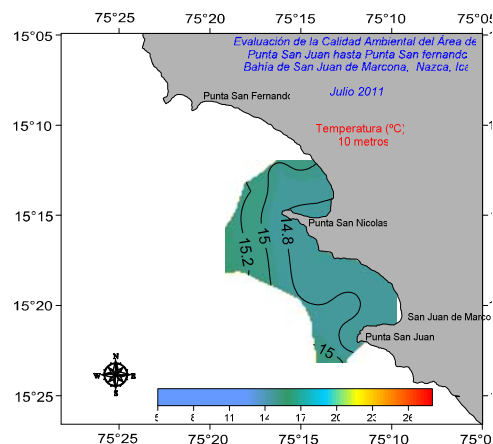 75°25' 75°20' 75°15' 75°10' 75°05'
15°05'
15°10'
15°15'
15°20'
15°25'
Evaluación de la Calidad Ambiental del Área de
Punta San Juan hasta Punta San fernando
Bahía de San Juan de Marcona, Nazca, Ica
Julio 2011
Punta San Fernando
Temperatura (ºC)
10 metros
Punta San Nicolas
14.8
15
15.2
San Juan de Marco
Punta San Juan
15
N
W E
S
5 8 11 14 17 20 23 26
75°25' 75°20' 75°15' 75°10' 75°0